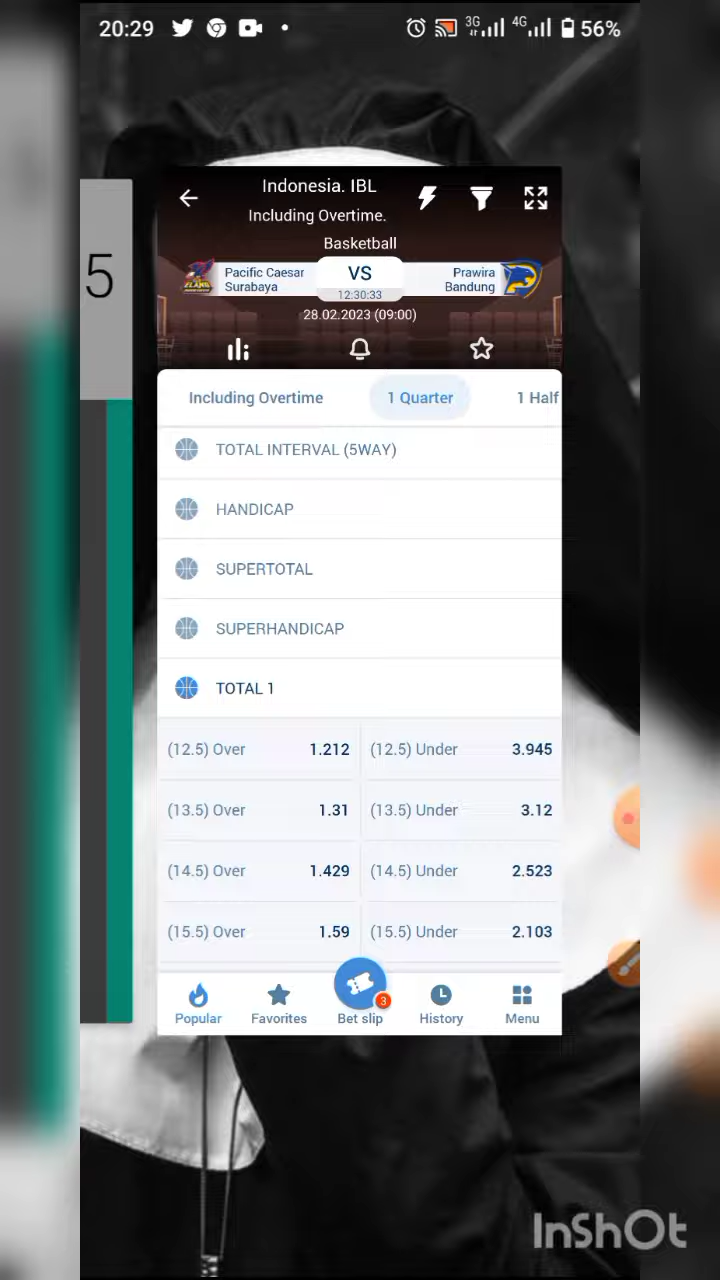 20:29
3G
4G
56%
5
Indonesia. IBL
Including Overtime.
Basketball
Pacific Caesar
Surabaya
VS
Prawira
Bandung
12:30:33
28.02.2023 (09:00)
Including Overtime
1 Quarter
1 Half
TOTAL INTERVAL (5WAY)
HANDICAP
SUPERTOTAL
SUPERHANDICAP
TOTAL 1
(12.5) Over 1.212 (12.5) Under 3.945
(13.5) Over 1.31 (13.5) Under 3.12
(14.5) Over 1.429 (14.5) Under 2.523
(15.5) Over 1.59 (15.5) Under 2.103
3
Popular
Favorites
Bet slip
History
Menu
InShOt